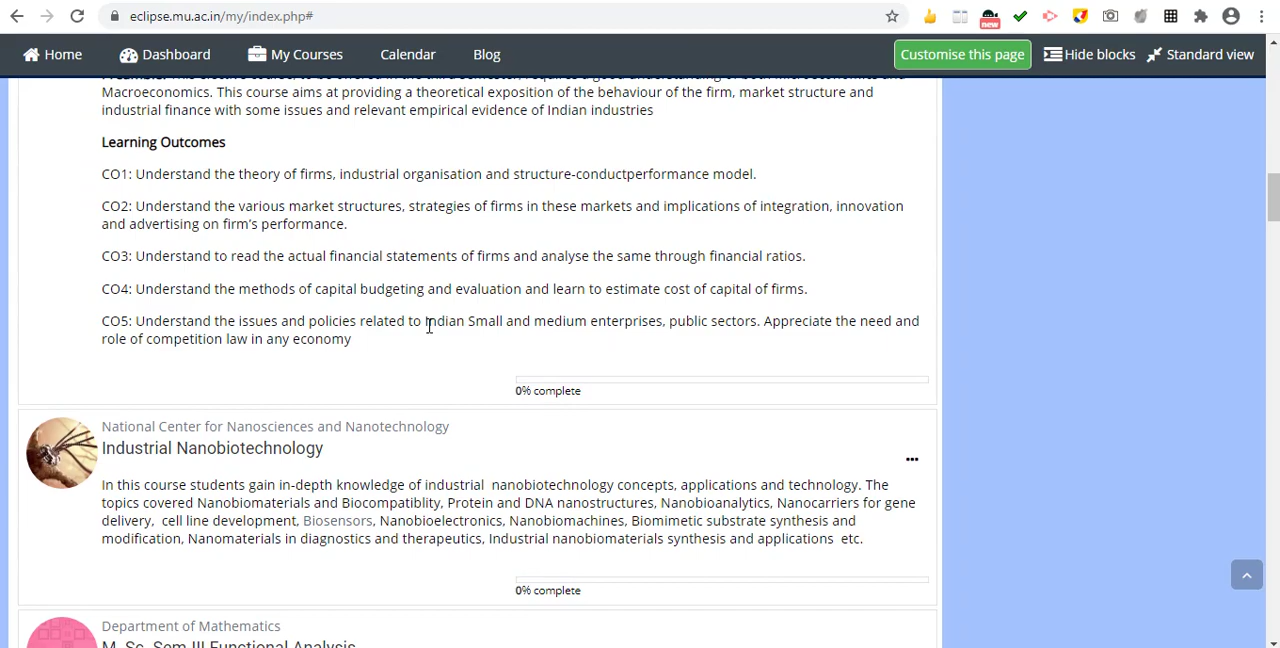 eclipse.mu.ac.in/my/index.php#
new
Home Dashboard My Courses Calendar Blog Customise this page Hide blocks Standard view
Macroeconomics. This course aims at providing a theoretical exposition of the behaviour of the firm, market structure and
industrial finance with some issues and relevant empirical evidence of Indian industries
Learning Outcomes
CO1: Understand the theory of firms, industrial organisation and structure-conductperformance model.
CO2: Understand the various market structures, strategies of firms in these markets and implications of integration, innovation
and advertising on firm's performance.
CO3: Understand to read the actual financial statements of firms and analyse the same through financial ratios.
CO4: Understand the methods of capital budgeting and evaluation and learn to estimate cost of capital of firms.
CO5: Understand the issues and policies related to Indian Small and medium enterprises, public sectors. Appreciate the need and
role of competition law in any economy
0% complete
National Center for Nanosciences and Nanotechnology
Industrial Nanobiotechnology
In this course students gain in-depth knowledge of industrial nanobiotechnology concepts, applications and technology. The
topics covered Nanobiomaterials and Biocompatiblity, Protein and DNA nanostructures, Nanobioanalytics, Nanocarriers for gene
delivery, cell line development, Biosensors, Nanobioelectronics, Nanobiomachines, Biomimetic substrate synthesis and
modification, Nanomaterials in diagnostics and therapeutics, Industrial nanobiomaterials synthesis and applications etc.
0% complete
Department of Mathematics
M. Sc. Sem III Functional Analysis